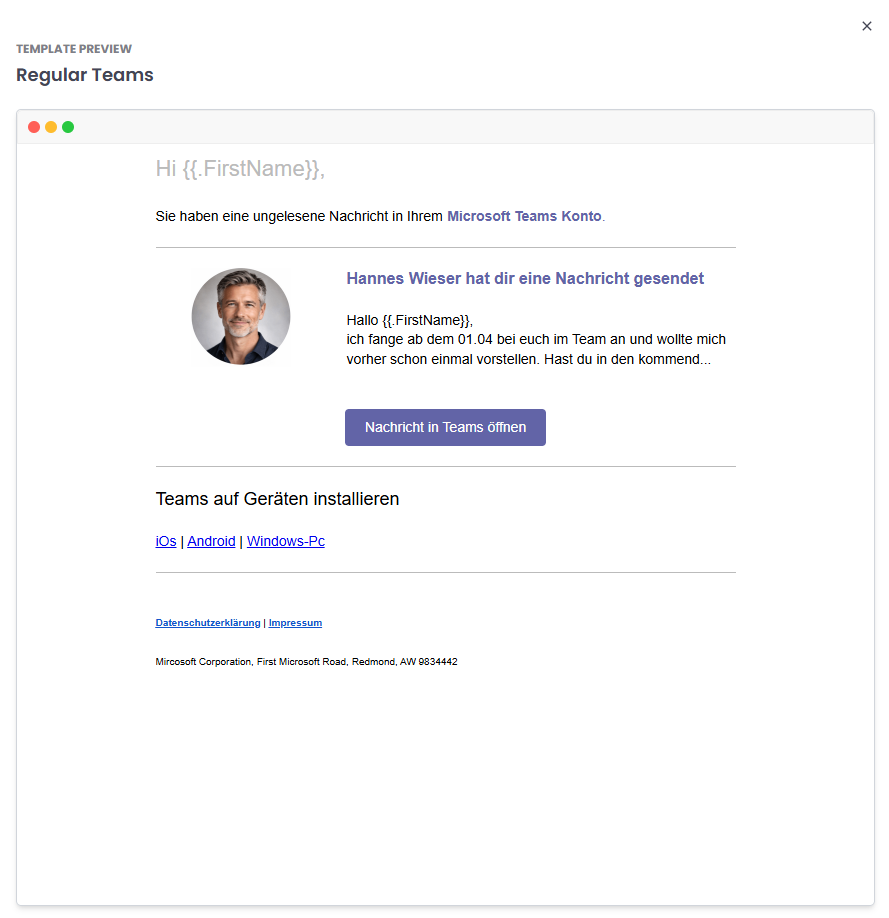 ×
TEMPLATE PREVIEW
Regular Teams
Hi {{.FirstName}},
Sie haben eine ungelesene Nachricht in Ihrem Microsoft Teams Konto.
Hannes Wieser hat dir eine Nachricht gesendet
Hallo {{.FirstName}},
ich fange ab dem 01.04 bei euch im Team an und wollte mich
vorher schon einmal vorstellen. Hast du in den kommend...
Nachricht in Teams öffnen
Teams auf Geräten installieren
iOs | Android | Windows-Pc
Datenschutzerklärung | Impressum
Mircosoft Corporation, First Microsoft Road, Redmond, AW 9834442